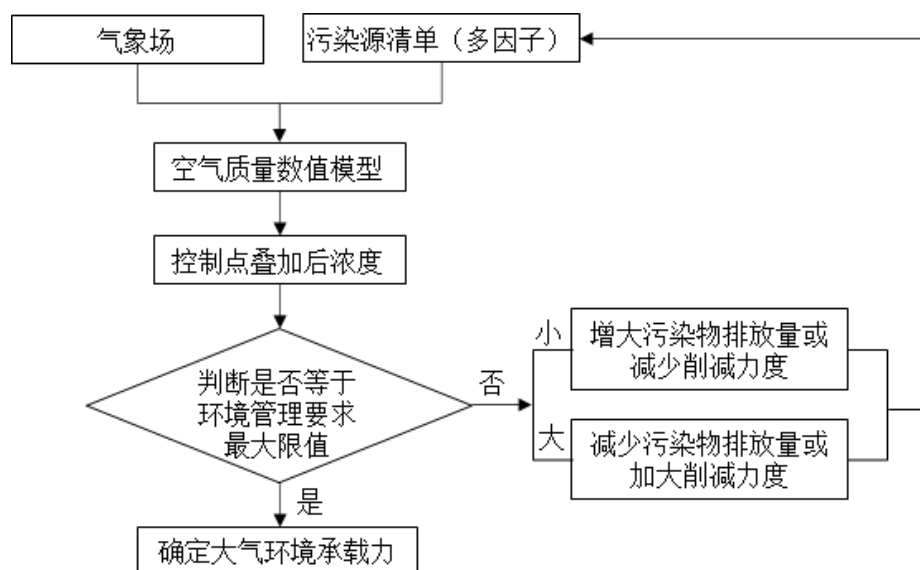 气象场
污染源清单（多因子）
空气质量数值模型
控制点叠加后浓度
判断是否等于
环境管理要求
最大限值
否
小
增大污染物排放量或
减少削减力度
大
减少污染物排放量或
加大削减力度
是
确定大气环境承载力